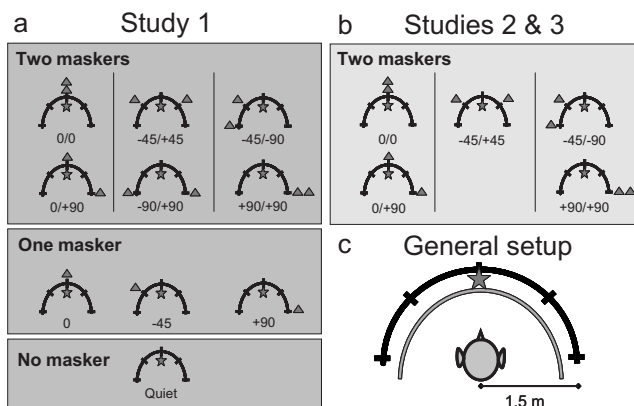 a Study 1
Two maskers
0/0 -45/+45 -45/-90
0/+90 -90/+90 +90/+90
One masker
0 -45 +90
No masker
Quiet
b Studies 2 & 3
Two maskers
0/0 -45/+45 -45/-90
0/+90 +90/+90
c General setup
1.5 m